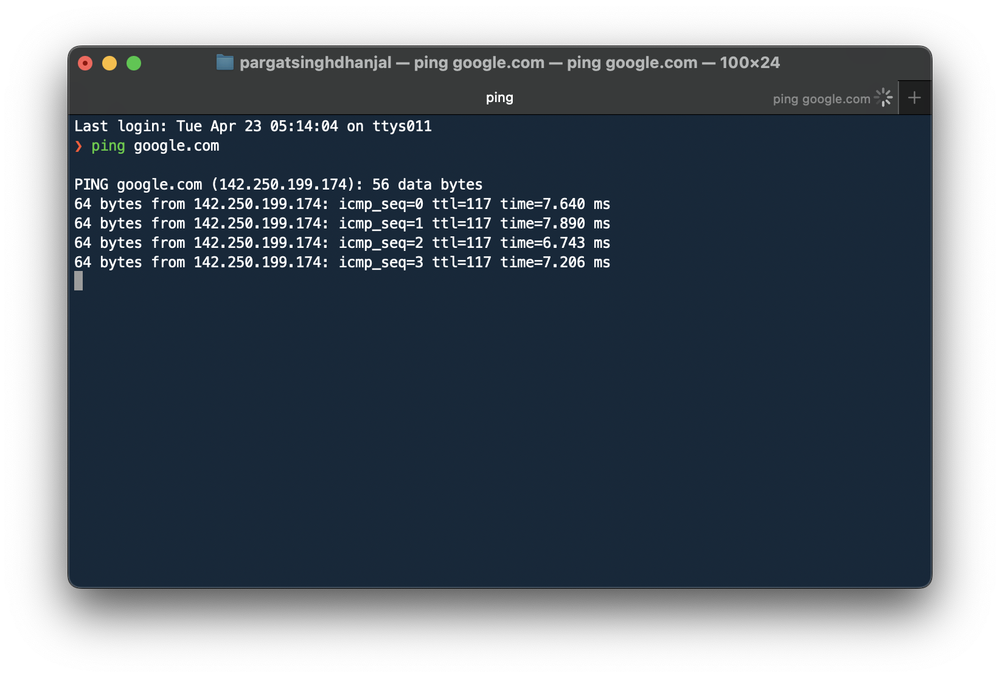 pargatsinghdhanjal — ping google.com — ping google.com — 100×24
ping
ping google.com
Last login: Tue Apr 23 05:14:04 on ttys011
❯ ping google.com
PING google.com (142.250.199.174): 56 data bytes
64 bytes from 142.250.199.174: icmp_seq=0 ttl=117 time=7.640 ms
64 bytes from 142.250.199.174: icmp_seq=1 ttl=117 time=7.890 ms
64 bytes from 142.250.199.174: icmp_seq=2 ttl=117 time=6.743 ms
64 bytes from 142.250.199.174: icmp_seq=3 ttl=117 time=7.206 ms